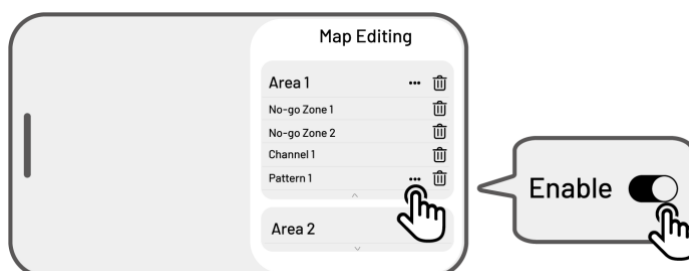 Map Editing
Area 1
No-go Zone 1
No-go Zone 2
Channel 1
Pattern 1
Area 2
Enable